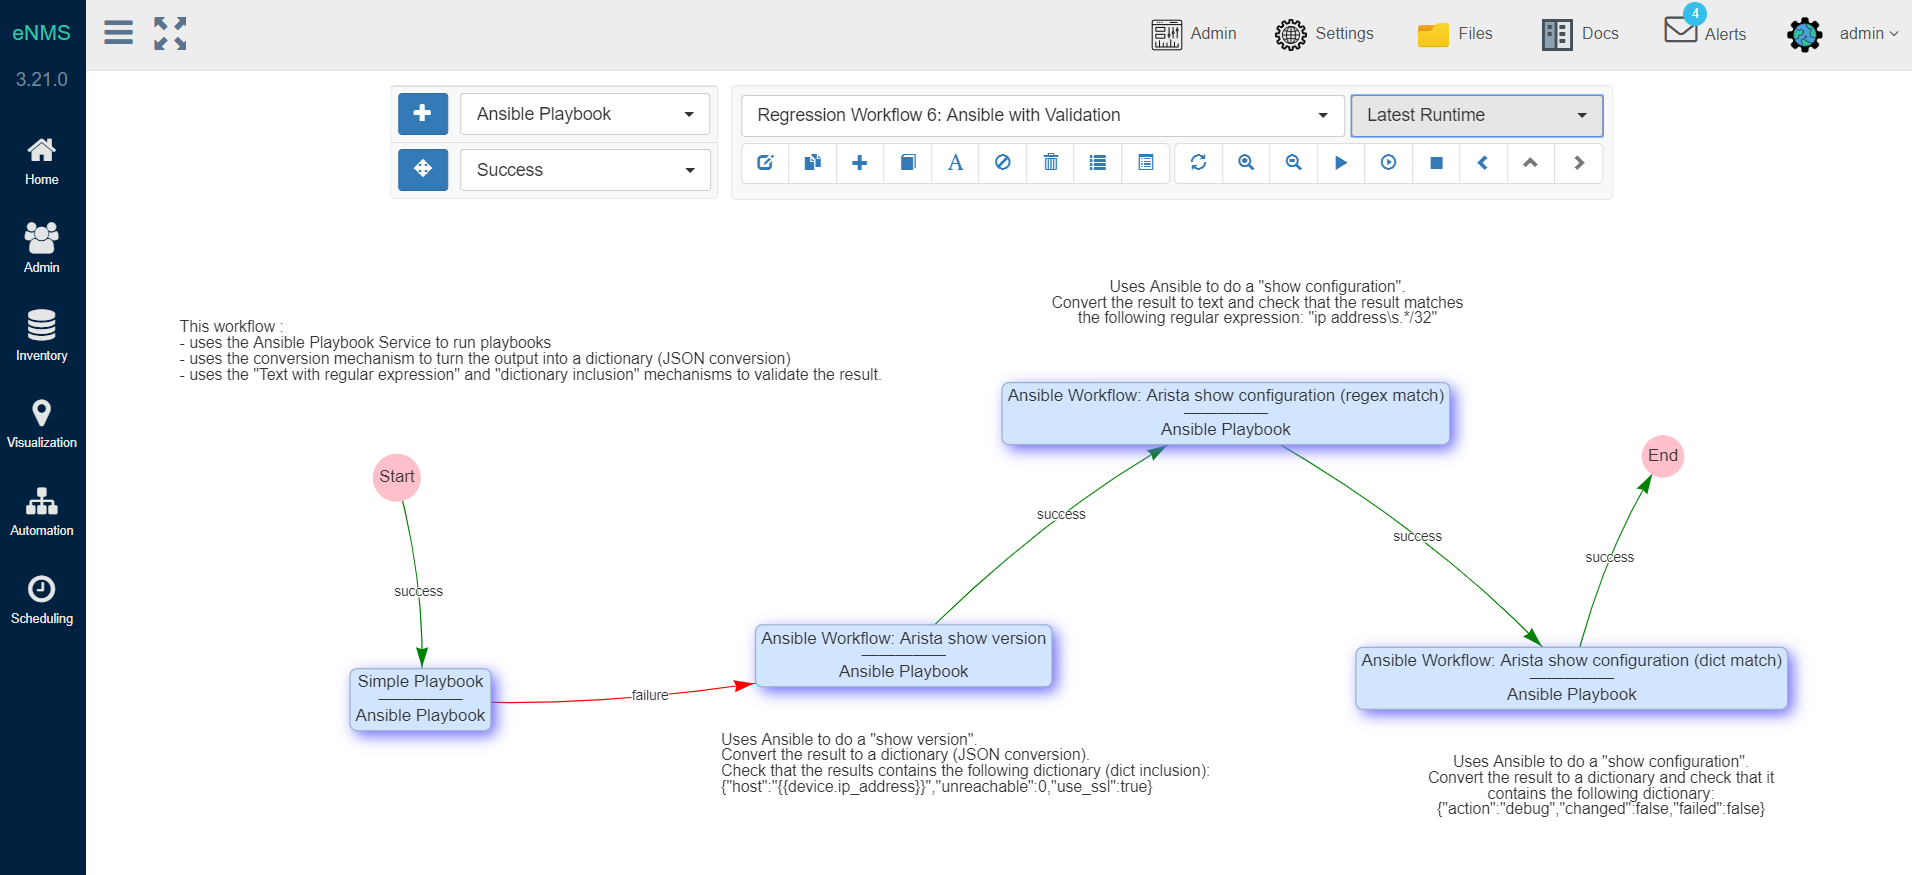 eNMS
3.21.0
Home
Admin
Inventory
Visualization
Automation
Scheduling
Admin
Settings
Files
Docs
4
Alerts
admin
Ansible Playbook
Success
Regression Workflow 6: Ansible with Validation
Latest Runtime
This workflow :
- uses the Ansible Playbook Service to run playbooks
- uses the conversion mechanism to turn the output into a dictionary (JSON conversion)
- uses the "Text with regular expression" and "dictionary inclusion" mechanisms to validate the result.
Uses Ansible to do a "show configuration".
Convert the result to text and check that the result matches
the following regular expression: "ip address\s.*/32"
Ansible Workflow: Arista show configuration (regex match)
Ansible Playbook
Start
End
success
success
success
success
Simple Playbook
Ansible Playbook
failure
Ansible Workflow: Arista show version
Ansible Playbook
Ansible Workflow: Arista show configuration (dict match)
Ansible Playbook
Uses Ansible to do a "show version".
Convert the result to a dictionary (JSON conversion).
Check that the results contains the following dictionary (dict inclusion):
{"host":"{{device.ip_address}}","unreachable":0,"use_ssl":true}
Uses Ansible to do a "show configuration".
Convert the result to a dictionary and check that it
contains the following dictionary:
{"action":"debug","changed":false,"failed":false}